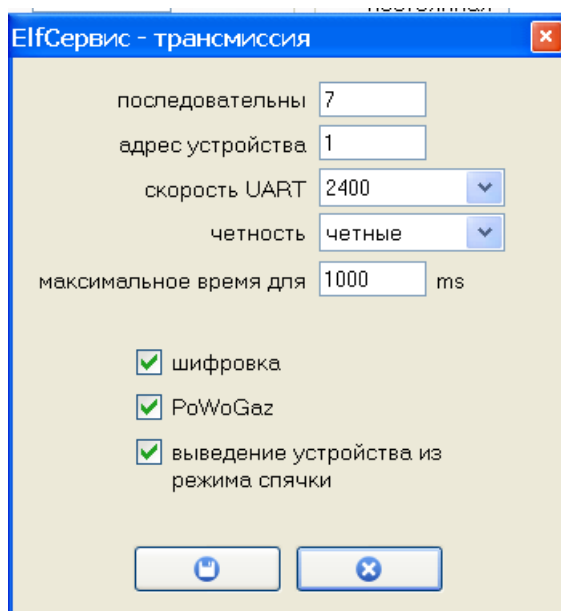 ElfСервис - трансмиссия
последовательны 7
адрес устройства 1
скорость UART 2400
четность четные
максимальное время для 1000 ms
шифровка
PoWoGaz
выведение устройства из
режима спячки